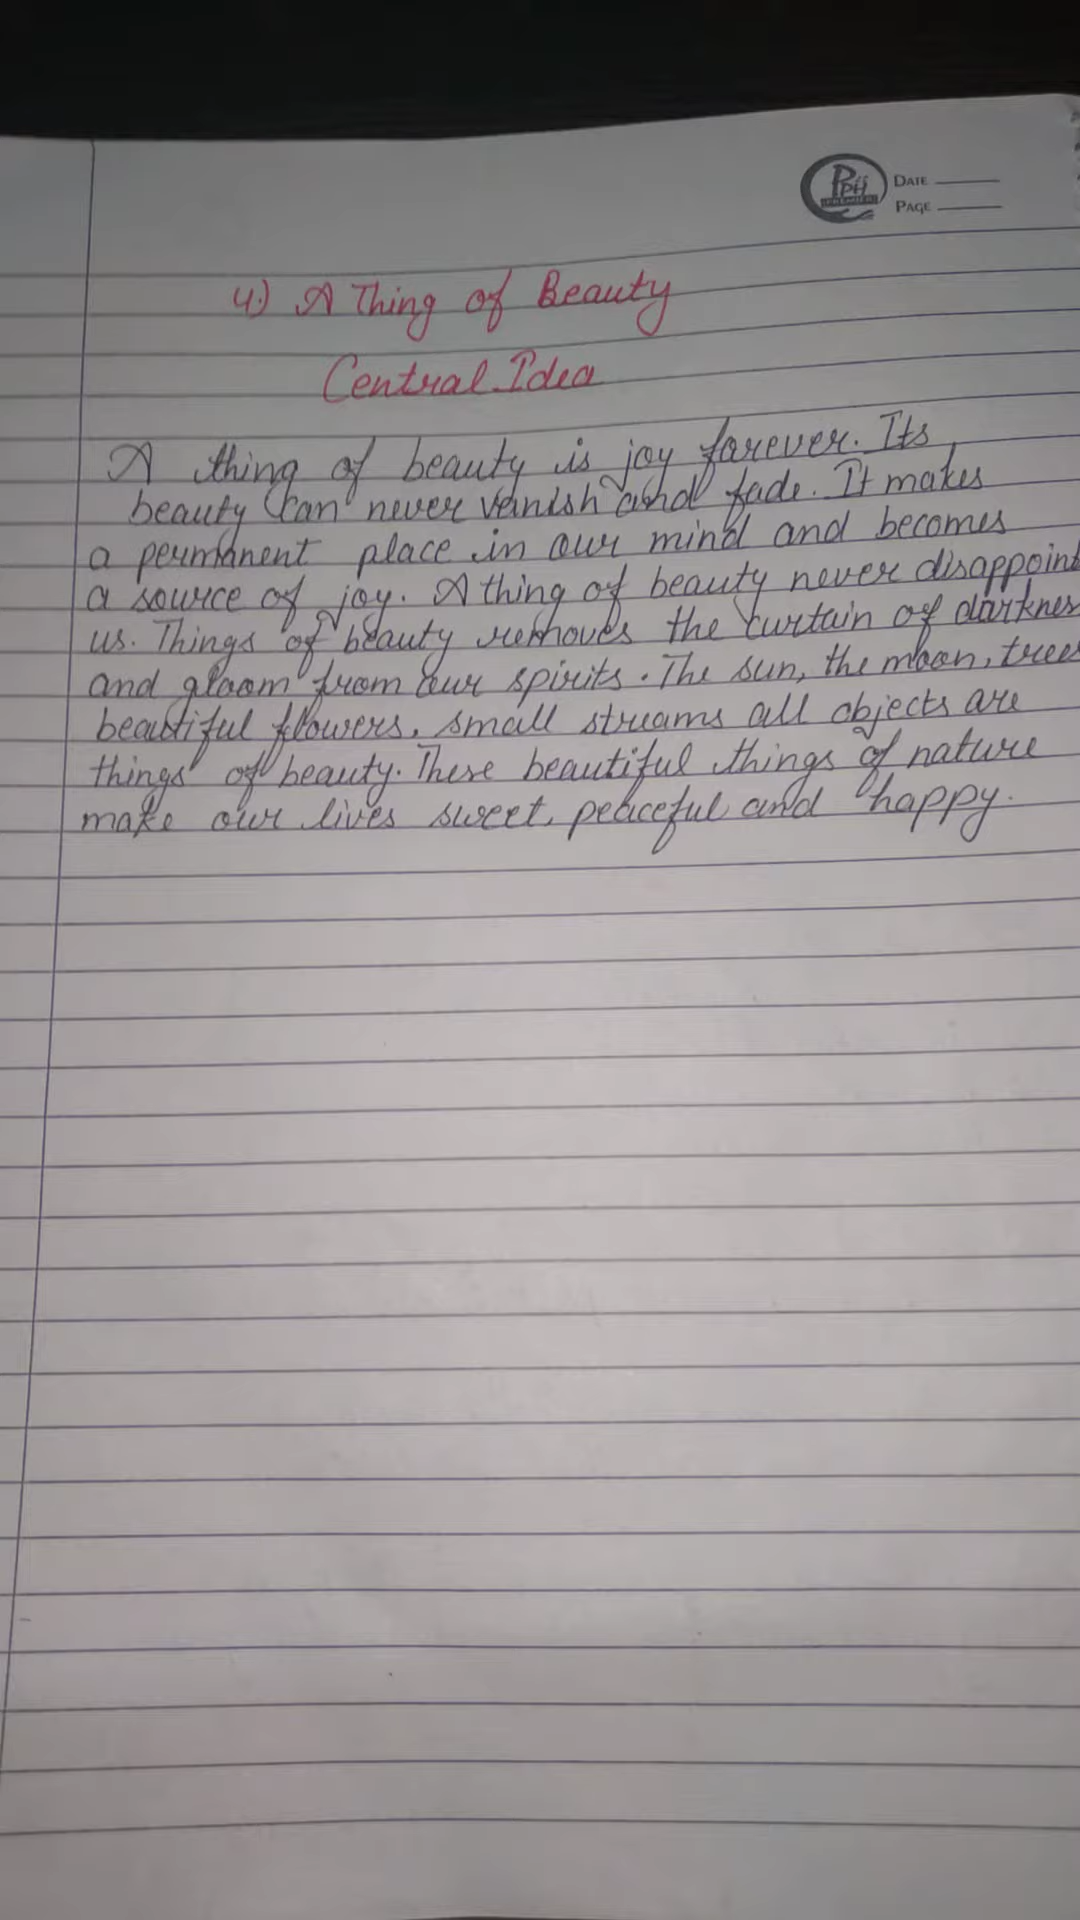 PPH
DATE
PAGE
4) A Thing of Beauty
Central Idea
A thing of beauty is joy farever. Its
beauty can never vanish and fade. It makes
a permanent place in our mind and becomes
a source of joy. A thing of beauty never disappoint
us. Things of beauty removes the curtain of darknes
and gloom from our spirits. The sun, the moon, trees
beautiful flowers, small streams all objects are
things of beauty. These beautiful things of nature
make our lives sweet, peaceful and happy.